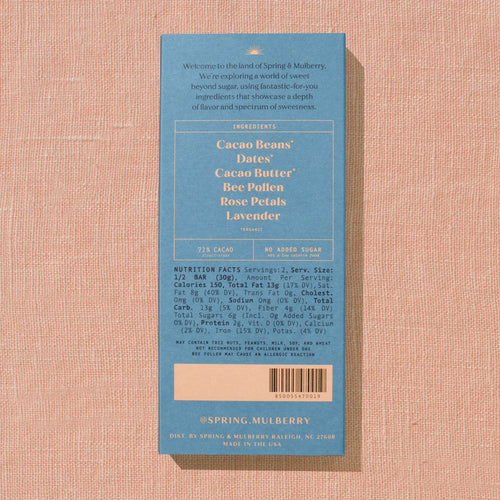 Welcome to the land of Spring & Mulberry.
We're exploring a world of sweet
beyond sugar, using fantastic-for-you
ingredients that showcase a depth
of flavor and spectrum of sweetness.
INGREDIENTS
Cacao Beans*
Dates*
Cacao Butter*
Bee Pollen
Rose Petals
Lavender
*ORGANIC
72% CACAO
NO ADDED SUGAR
NUTRITION FACTS Servings: 2, Serv. Size:
1/2 BAR (30g), Amount Per Serving:
Calories 150, Total Fat 13g (17% DV), Sat.
Fat 8g (40% DV), Trans Fat 0g, Cholest.
0mg (0% DV), Sodium 0mg (0% DV), Total
Carb. 13g (5% DV), Fiber 4g (14% DV)
Total Sugars 6g (Incl. 0g Added Sugars
0% DV), Protein 2g, Vit. D (0% DV), Calcium
(2% DV), Iron (15% DV), Potas. (4% DV)
MAY CONTAIN TREE NUTS, PEANUTS, MILK, SOY, AND WHEAT
NOT RECOMMENDED FOR CHILDREN UNDER ONE
BEE POLLEN MAY CAUSE AN ALLERGIC REACTION
850055470019
@SPRING.MULBERRY
DIST. BY SPRING & MULBERRY RALEIGH, NC 27608
MADE IN THE USA